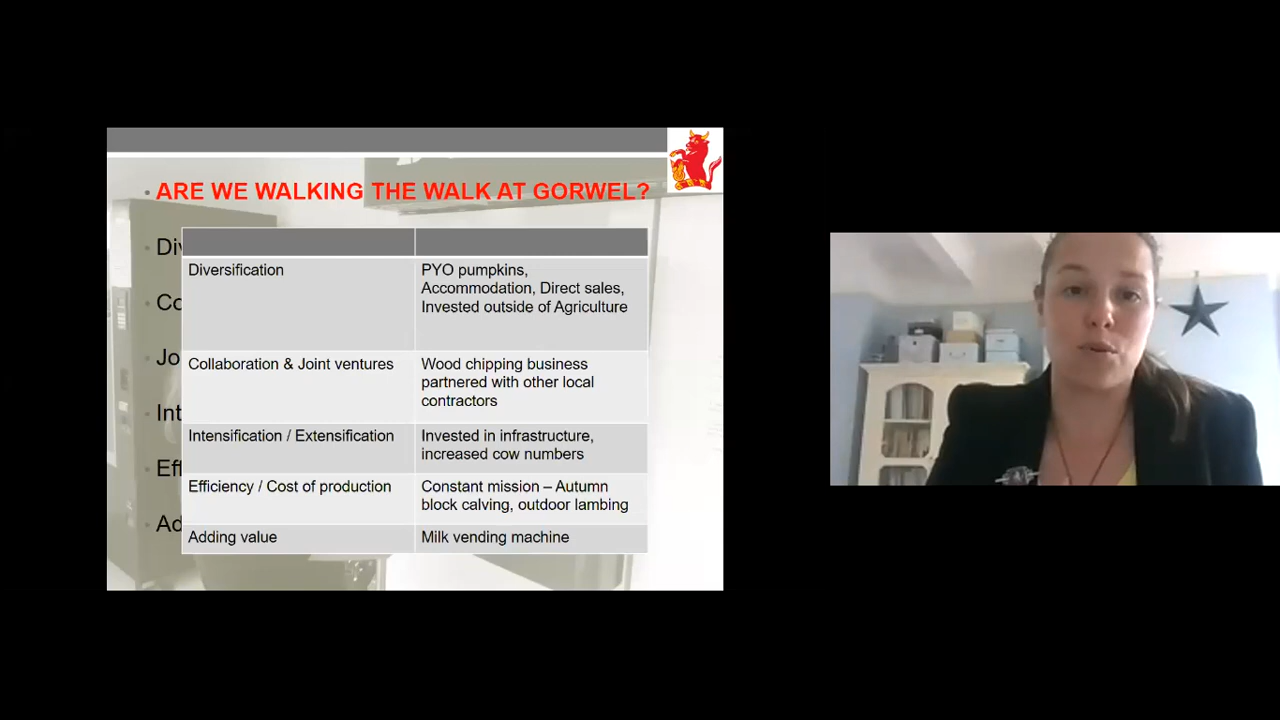 ARE WE WALKING THE WALK AT GORWEL?
Div
Co
Jo
Int
Eff
Ad
Diversification
PYO pumpkins,
Accommodation, Direct sales,
Invested outside of Agriculture
Collaboration & Joint ventures
Wood chipping business
partnered with other local
contractors
Intensification / Extensification
Invested in infrastructure,
increased cow numbers
Efficiency / Cost of production
Constant mission – Autumn
block calving, outdoor lambing
Adding value
Milk vending machine